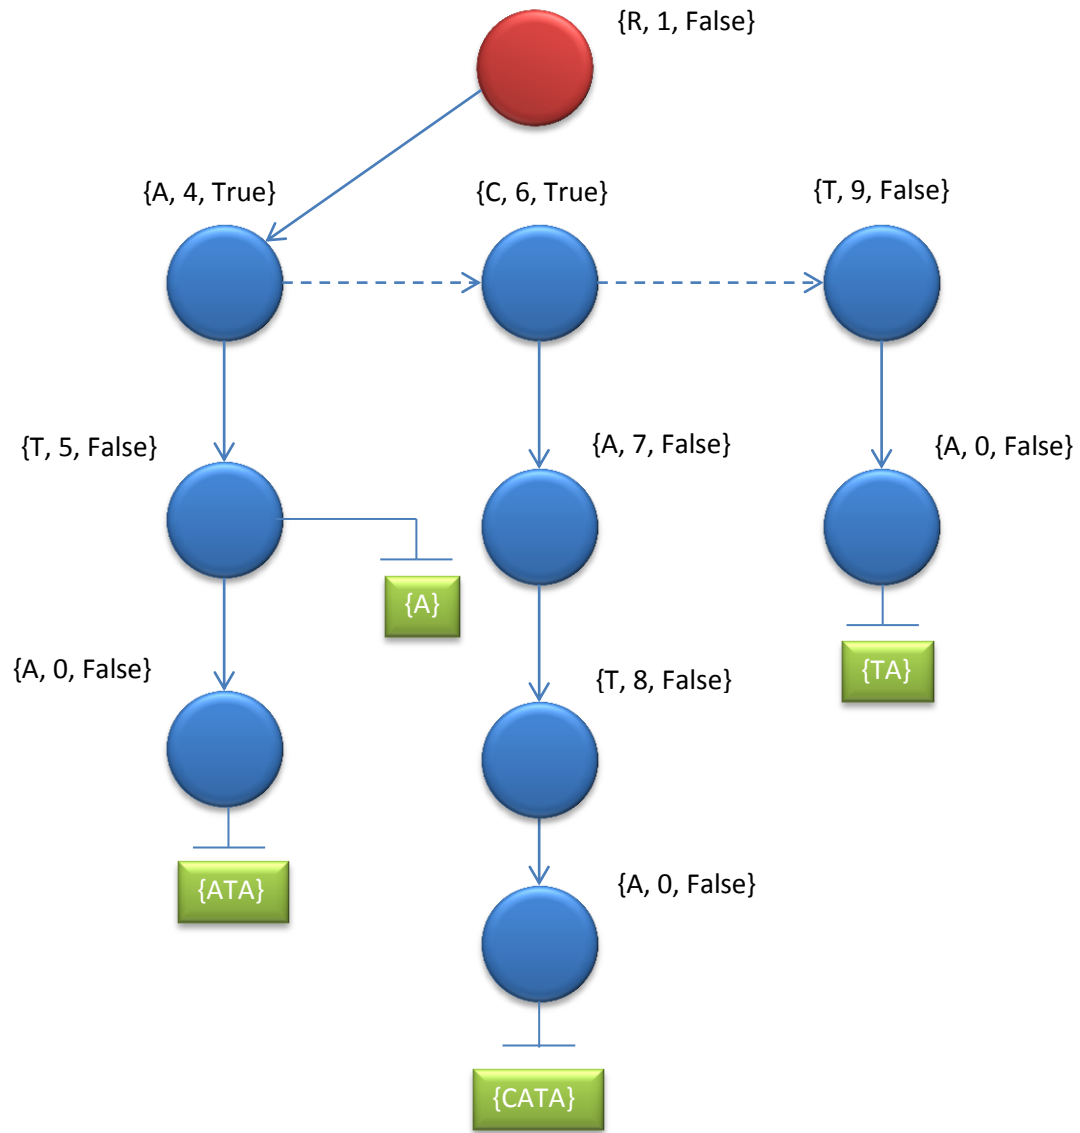 {R, 1, False}
{A, 4, True}
{C, 6, True}
{T, 9, False}
{T, 5, False}
{A, 7, False}
{A, 0, False}
{A}
{A, 0, False}
{T, 8, False}
{TA}
{ATA}
{A, 0, False}
{CATA}